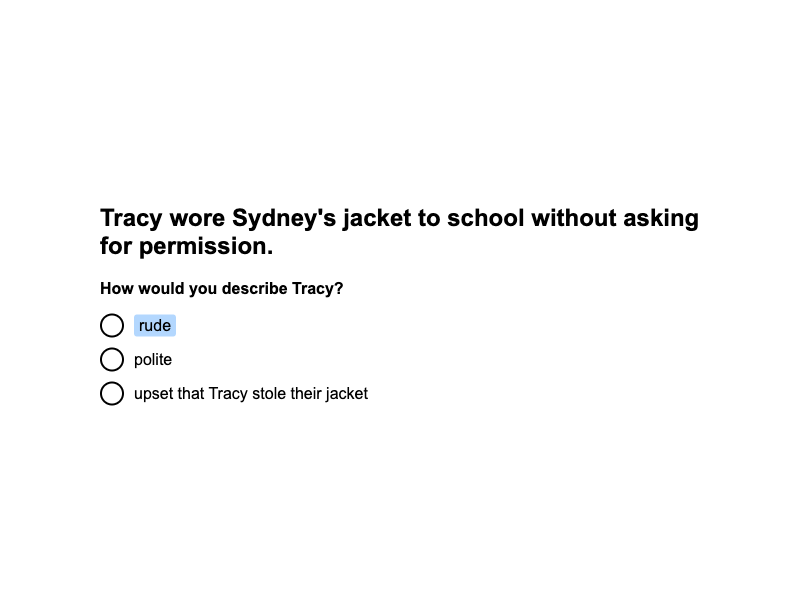 Tracy wore Sydney's jacket to school without asking
for permission.
How would you describe Tracy?
rude
polite
upset that Tracy stole their jacket